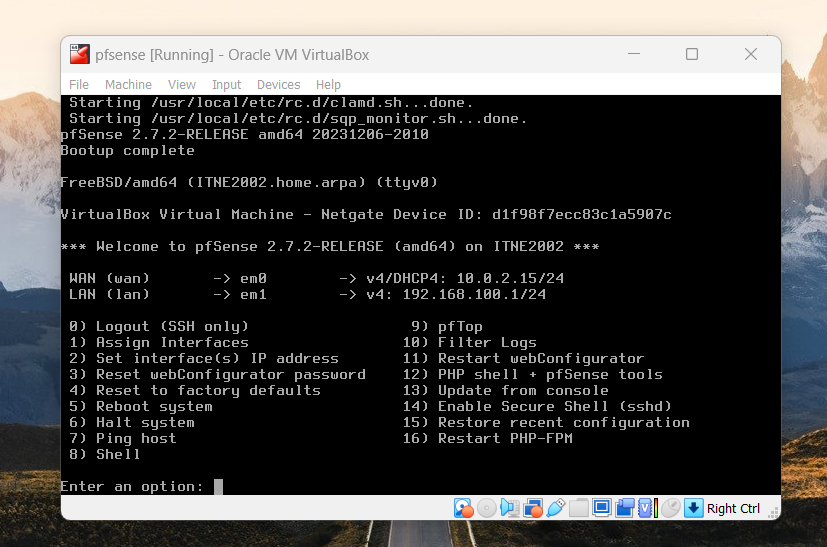 pfsense [Running] - Oracle VM VirtualBox
File Machine View Input Devices Help
Starting /usr/local/etc/rc.d/clamd.sh...done.
Starting /usr/local/etc/rc.d/sqp_monitor.sh...done.
pfSense 2.7.2-RELEASE amd64 20231206-2010
Bootup complete
FreeBSD/amd64 (ITNE2002.home.arpa) (ttyv0)
VirtualBox Virtual Machine - Netgate Device ID: d1f98f7ecc83c1a5907c
*** Welcome to pfSense 2.7.2-RELEASE (amd64) on ITNE2002 ***
WAN (wan) -> em0 -> v4/DHCP4: 10.0.2.15/24
LAN (lan) -> em1 -> v4: 192.168.100.1/24
0) Logout (SSH only) 9) pfTop
1) Assign Interfaces 10) Filter Logs
2) Set interface(s) IP address 11) Restart webConfigurator
3) Reset webConfigurator password 12) PHP shell + pfSense tools
4) Reset to factory defaults 13) Update from console
5) Reboot system 14) Enable Secure Shell (sshd)
6) Halt system 15) Restore recent configuration
7) Ping host 16) Restart PHP-FPM
8) Shell
Enter an option:
Right Ctrl